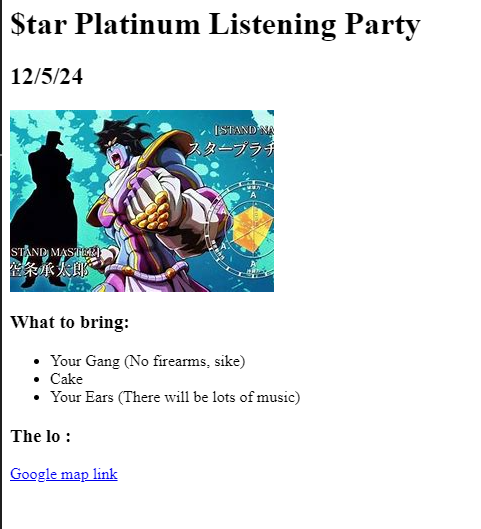 $tar Platinum Listening Party
12/5/24
[STAND NA
スタープラチ
STAND MASTER]
空条承太郎
A
A
What to bring:
Your Gang (No firearms, sike)
Cake
Your Ears (There will be lots of music)
The lo :
Google map link